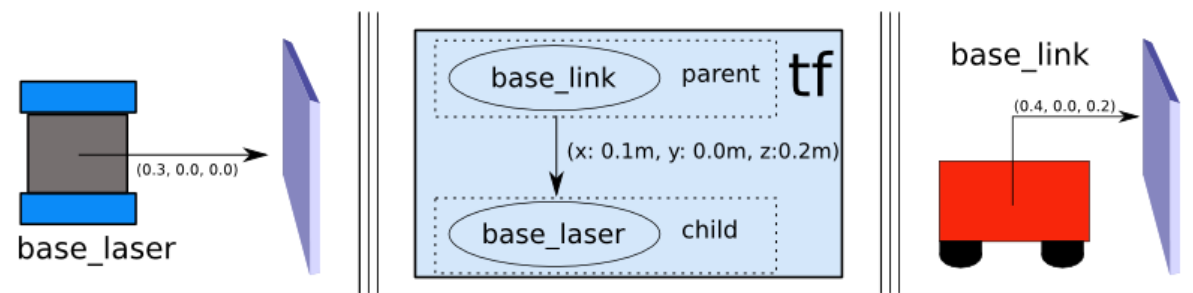 (0.3, 0.0, 0.0)
base_laser
base_link
parent
tf
(x: 0.1m, y: 0.0m, z:0.2m)
base_laser
child
base_link
(0.4, 0.0, 0.2)